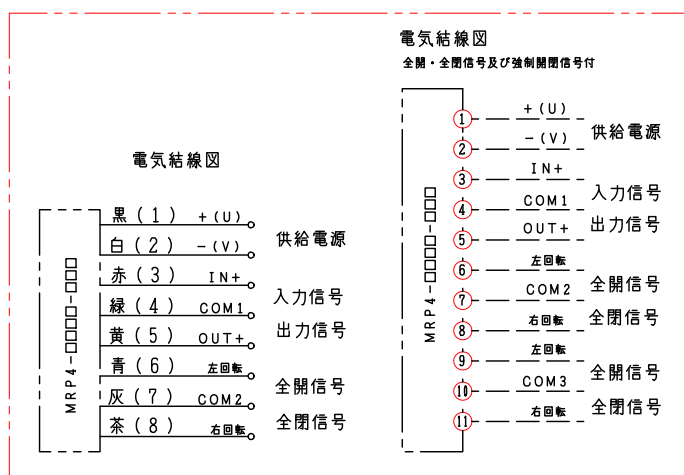 電気結線図
全開・全閉信号及び強制開閉信号付
MRP4-□□□□-□□□
① +(U)
② -(V)
供給電源
③ IN+
④ COM1
⑤ OUT+
入力信号
出力信号
⑥ 左回転
⑦ COM2
⑧ 右回転
全開信号
全閉信号
⑨ 左回転
⑩ COM3
⑪ 右回転
全開信号
全閉信号
電気結線図
MRP4-□□□□-□□□
黒(1) +(U)
白(2) -(V)
供給電源
赤(3) IN+
緑(4) COM1
黄(5) OUT+
入力信号
出力信号
青(6) 左回転
灰(7) COM2
茶(8) 右回転
全開信号
全閉信号